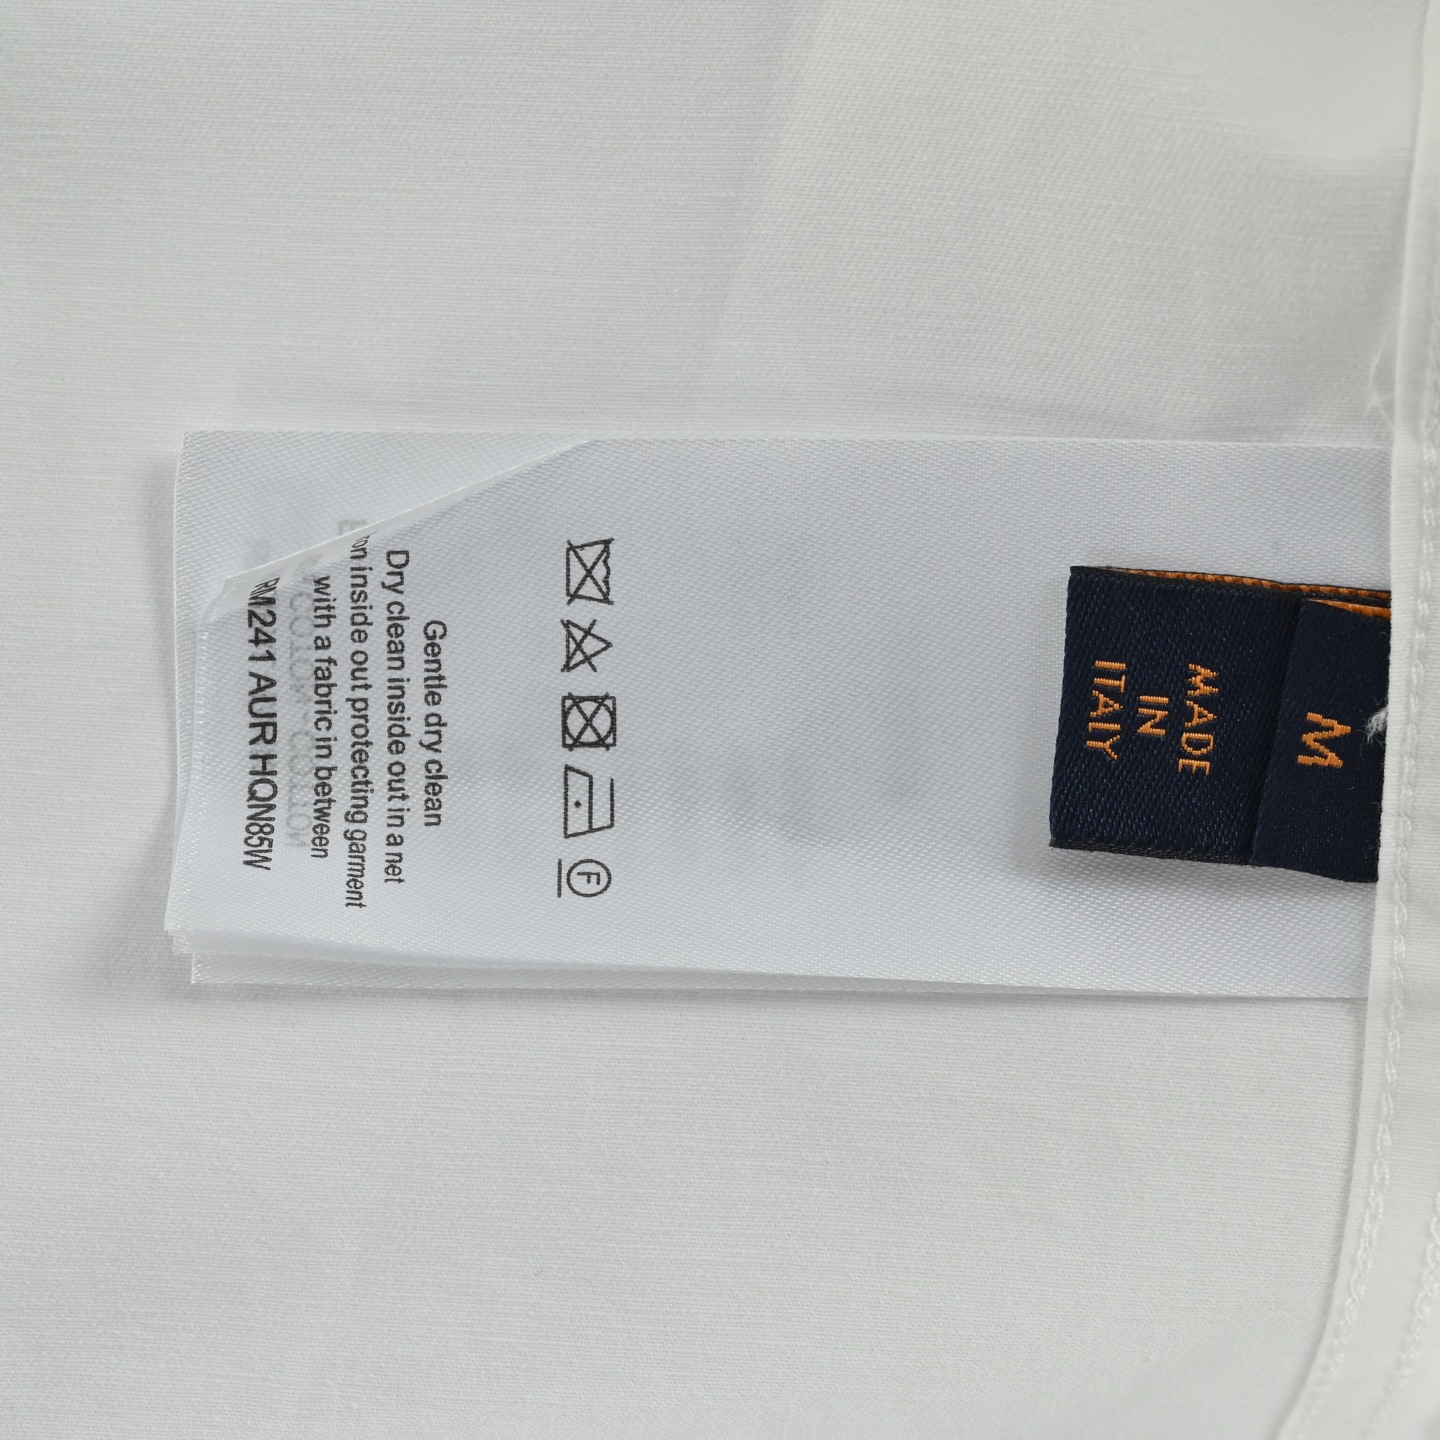 M
MADE
IN
ITALY
F
Gentle dry clean
Dry clean inside out in a net
inside out protecting garment
with a fabric in between
RM241 AUR HQN85W